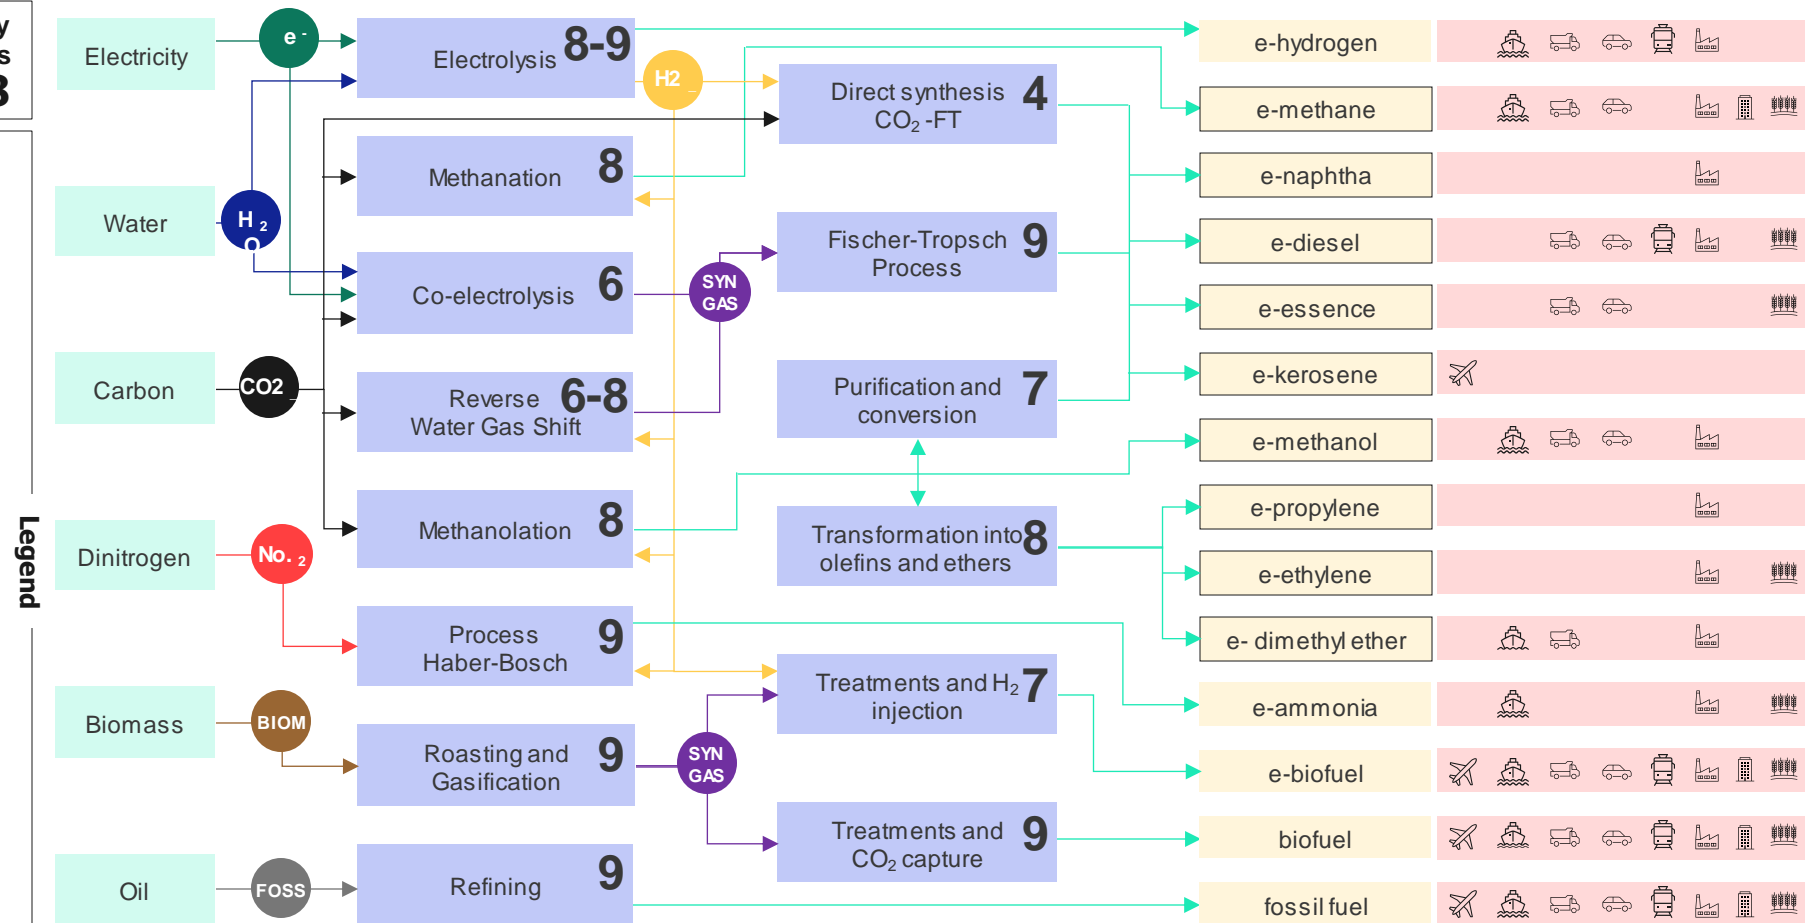 y
s
3
Legend
Electricity
Water
Carbon
Dinitrogen
Biomass
Oil
e -
H 2
O
CO2
No. 2
BIOM
FOSS
Electrolysis 8-9
Methanation 8
Co-electrolysis 6
Reverse 6-8
Water Gas Shift
Methanolation 8
Process 9
Haber-Bosch
Roasting and 9
Gasification
Refining 9
H2
SYN
GAS
SYN
GAS
Direct synthesis 4
CO2 -FT
Fischer-Tropsch 9
Process
Purification and 7
conversion
Transformation into 8
olefins and ethers
Treatments and H2 7
injection
Treatments and 9
CO2 capture
e-hydrogen
e-methane
e-naphtha
e-diesel
e-essence
e-kerosene
e-methanol
e-propylene
e-ethylene
e- dimethyl ether
e-ammonia
e-biofuel
biofuel
fossil fuel